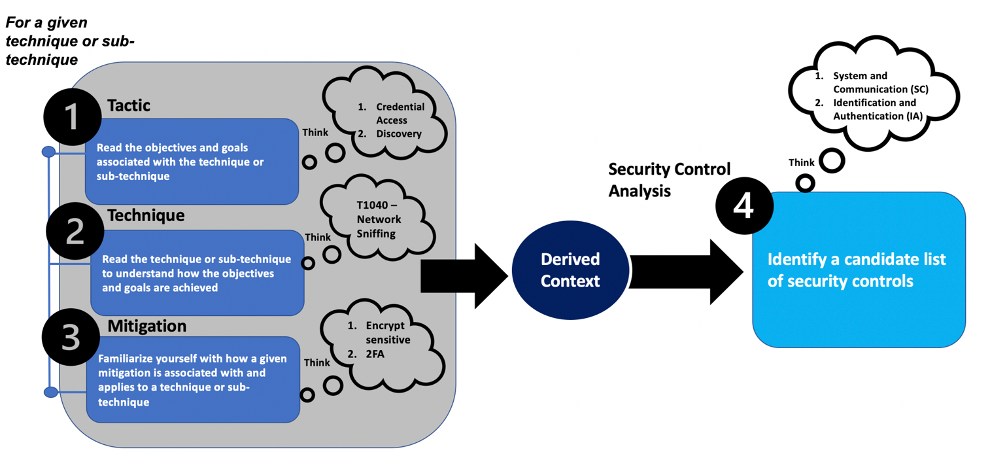 For a given
technique or sub-
technique
1
Tactic
Read the objectives and goals
associated with the technique or
sub-technique
Think
1. Credential
Access
2. Discovery
2
Technique
Read the technique or sub-technique
to understand how the objectives
and goals are achieved
Think
T1040 –
Network
Sniffing
3
Mitigation
Familiarize yourself with how a given
mitigation is associated with and
applies to a technique or sub-
technique
Think
1. Encrypt
sensitive
2. 2FA
Derived
Context
Security Control
Analysis
4
Identify a candidate list
of security controls
Think
1. System and
Communication (SC)
2. Identification and
Authentication (IA)